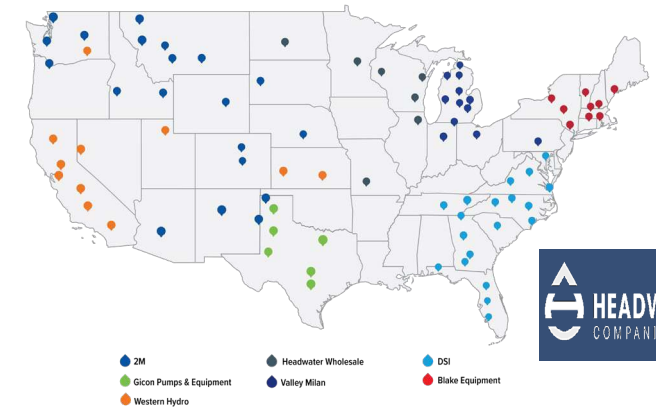 2M
Headwater Wholesale
DSI
Gicon Pumps & Equipment
Valley Milan
Blake Equipment
Western Hydro